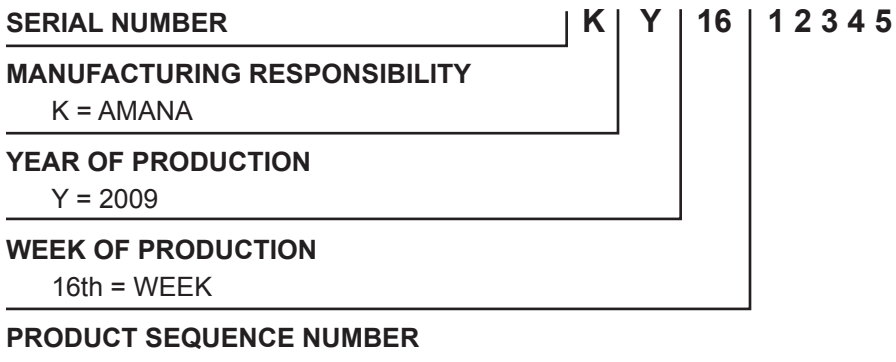 SERIAL NUMBER K Y 16 1 2 3 4 5
MANUFACTURING RESPONSIBILITY
K = AMANA
YEAR OF PRODUCTION
Y = 2009
WEEK OF PRODUCTION
16th = WEEK
PRODUCT SEQUENCE NUMBER